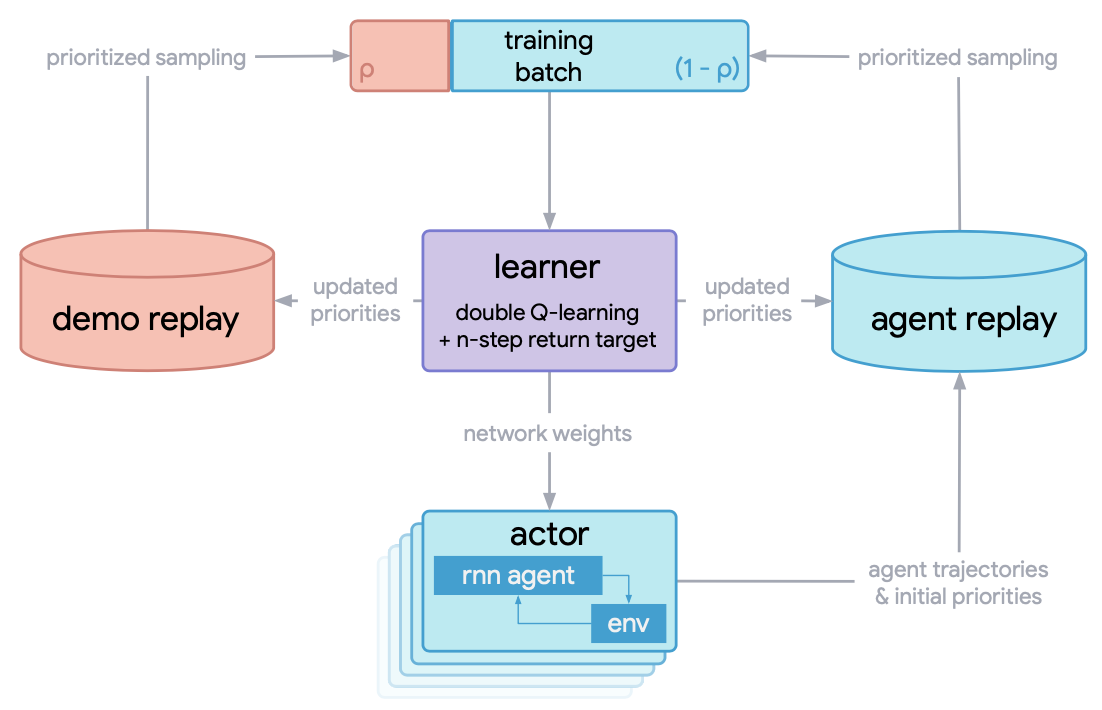 prioritized sampling
ρ
training
batch
(1 - ρ)
prioritized sampling
demo replay
updated
priorities
learner
double Q-learning
+ n-step return target
updated
priorities
agent replay
network weights
actor
rnn agent
env
agent trajectories
& initial priorities